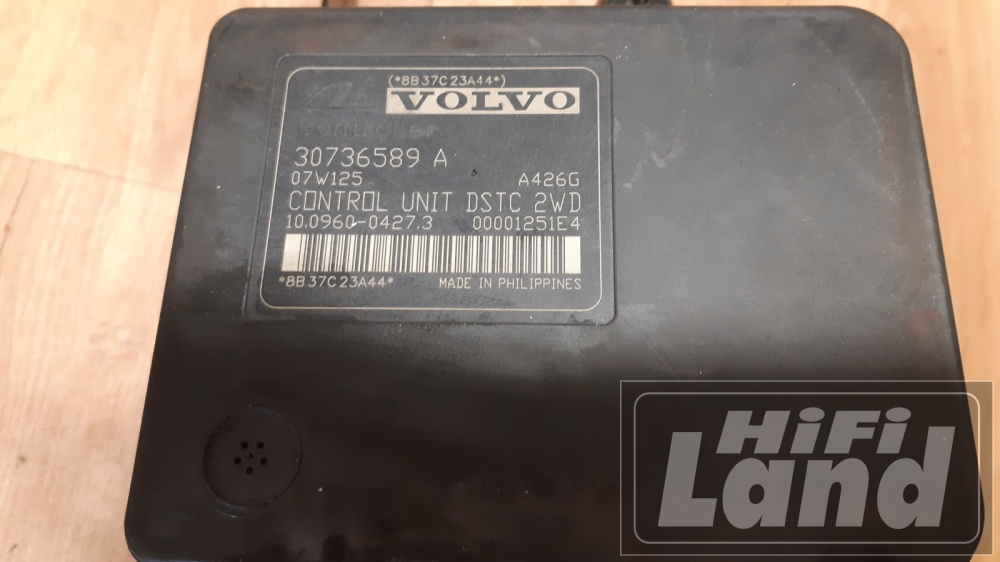 (*8B37C23A44*)
VOLVO
Controller
30736589 A
07W125 A426G
CONTROL UNIT DSTC 2WD
10.0960-0427.3 00001251E4
*8B37C23A44* MADE IN PHILIPPINES
HiFi
Land